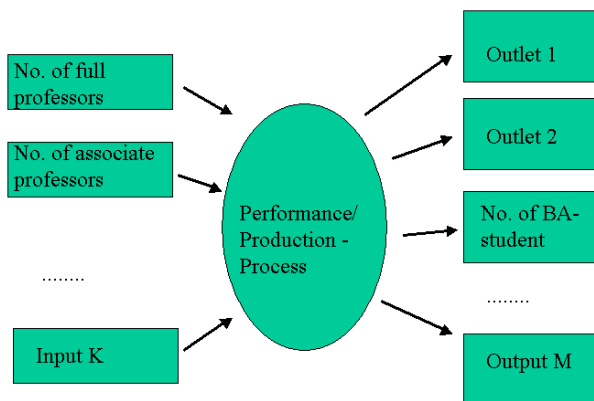 No. of full
professors
No. of associate
professors
........
Input K
Performance/
Production -
Process
Outlet 1
Outlet 2
No. of BA-
student
........
Output M